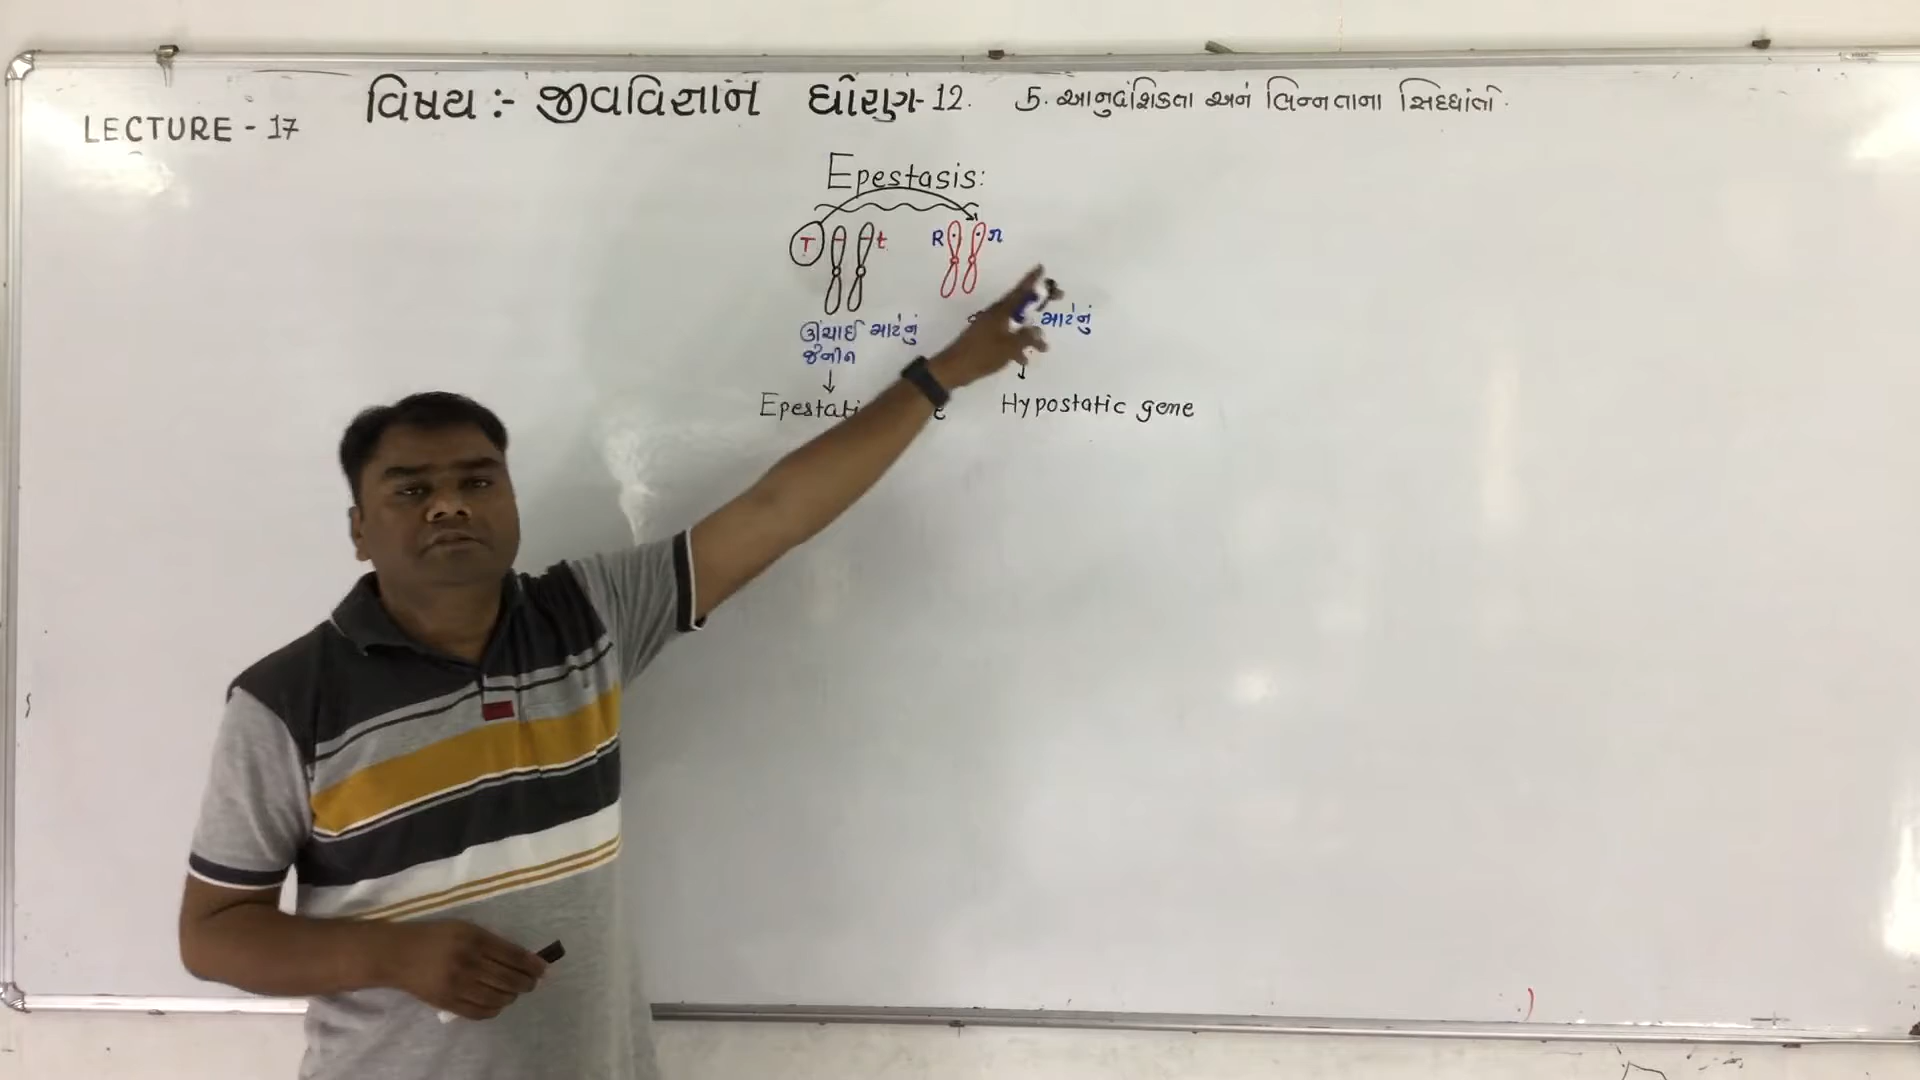 વિષય :- જીવવિજ્ઞાન ધોરણ-12. 5. આનુવંશિકતા અને ભિન્નતાના સિદ્ધાંતો.
LECTURE - 17
Epestasis:
T t R r
ઊંચાઈ માટેનું
જનીન
માટેનું
Hypostatic gene